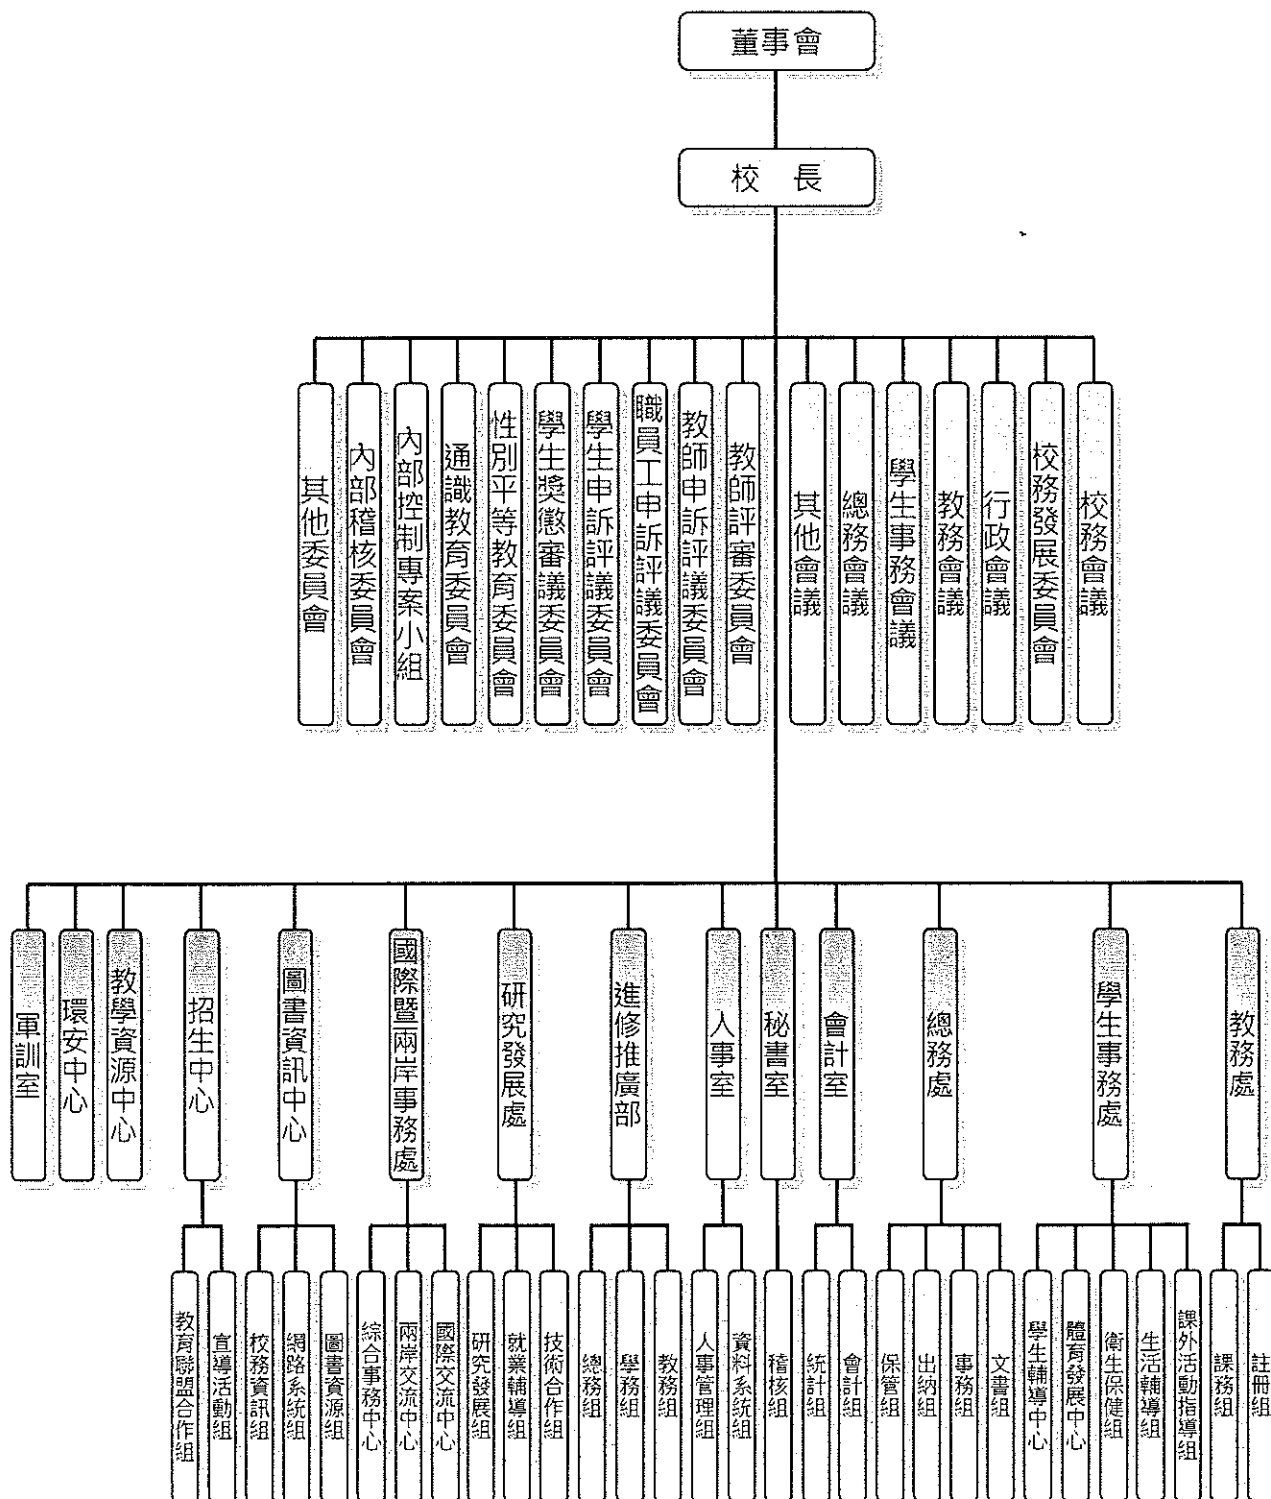 董事會
校 長
其他委員會
內部稽核委員會
內部控制專案小組
通識教育委員會
性別平等教育委員會
學生獎懲審議委員會
學生申訴評議委員會
職員工申訴評議委員會
教師申訴評議委員會
教師評審委員會
其他會議
總務會議
學生事務會議
教務會議
行政會議
校務發展委員會
校務會議
軍訓室
環安中心
教學資源中心
招生中心
圖書資訊中心
國際暨兩岸事務處
研究發展處
進修推廣部
人事室
秘書室
會計室
總務處
學生事務處
教務處
教育聯盟合作組
宣導活動組
校務資訊組
網路系統組
圖書資源組
綜合事務中心
兩岸交流中心
國際交流中心
研究發展組
就業輔導組
技術合作組
總務組
學務組
教務組
人事管理組
資料系統組
稽核組
統計組
會計組
保管組
出納組
事務組
文書組
學生輔導中心
體育發展中心
衛生保健組
生活輔導組
課外活動指導組
課務組
註冊組